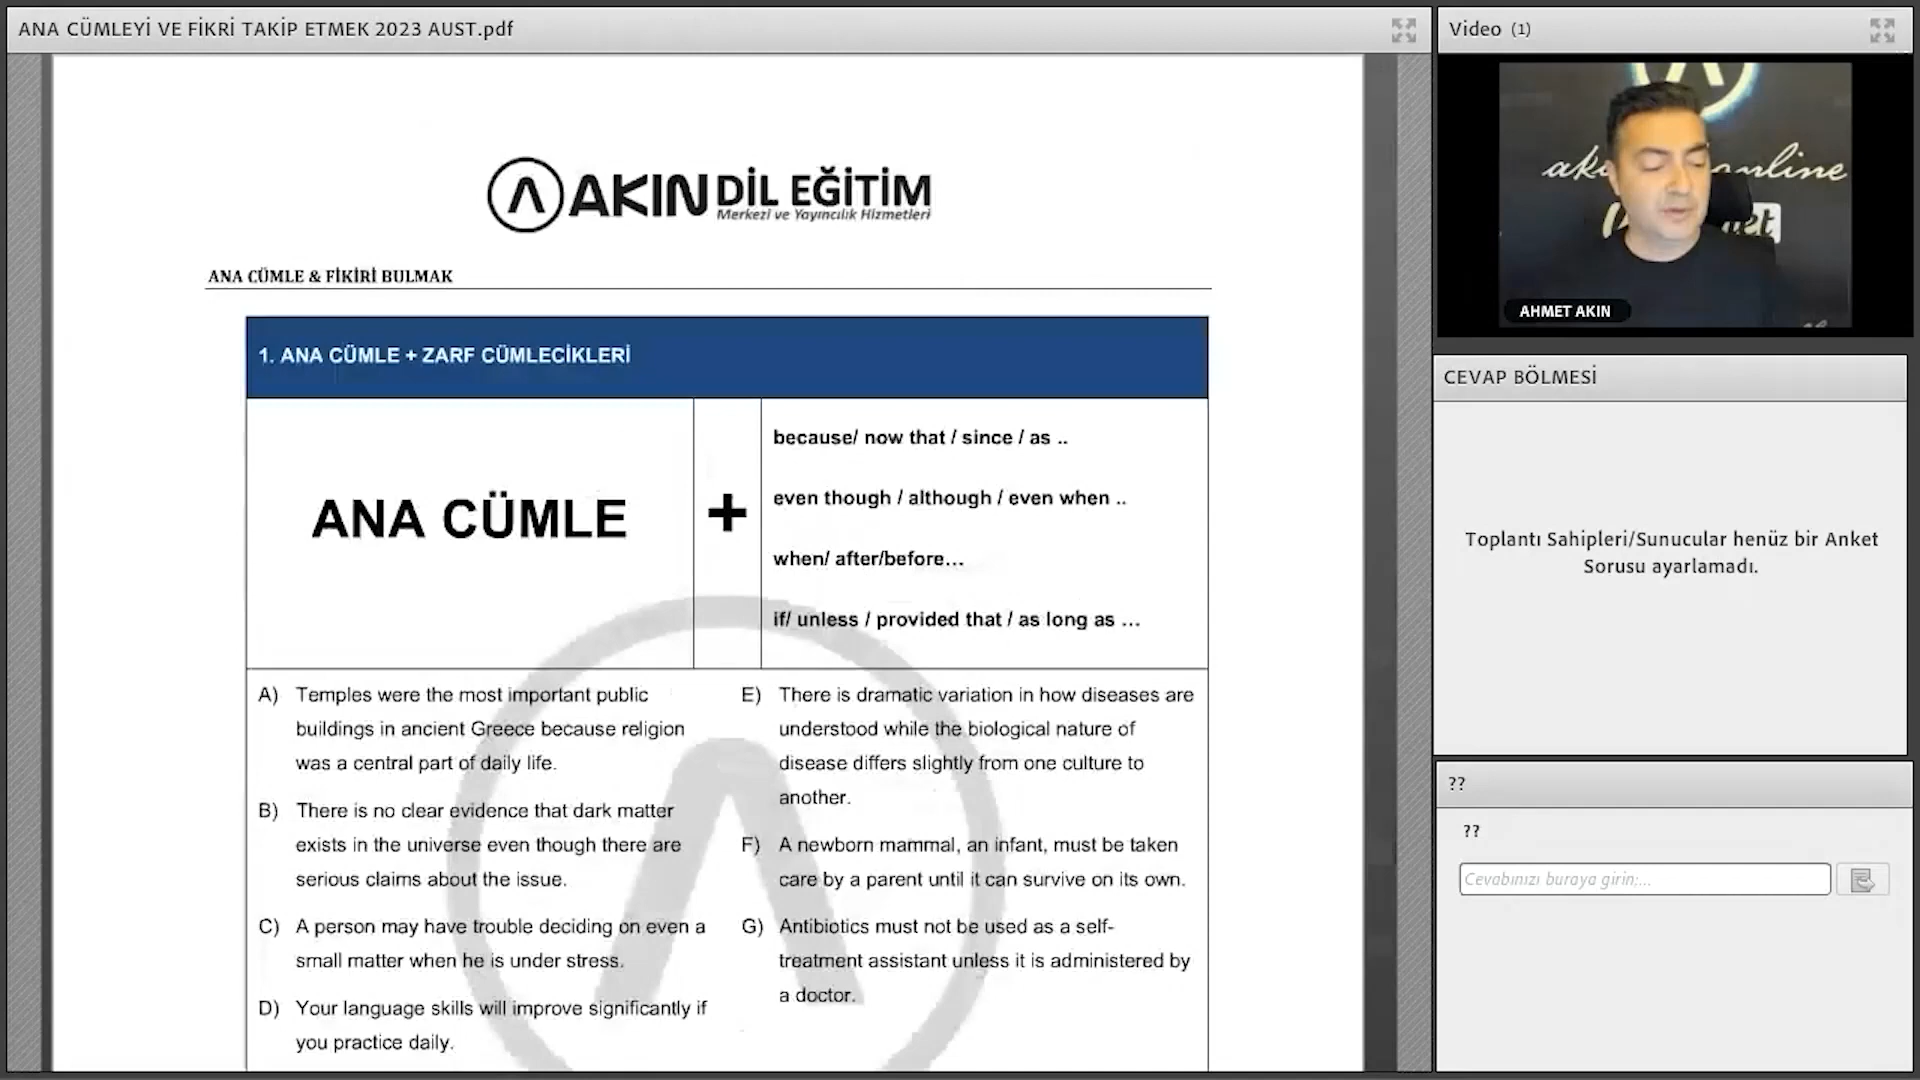 ANA CÜMLEYİ VE FİKRİ TAKİP ETMEK 2023 AUST.pdf
AKIN DİL EĞİTİM
Merkezi ve Yayıncılık Hizmetleri
ANA CÜMLE & FİKİRİ BULMAK
1. ANA CÜMLE + ZARF CÜMLECİKLERİ
ANA CÜMLE
+
because/ now that / since / as ..
even though / although / even when ..
when/ after/before…
if/ unless / provided that / as long as …
A) Temples were the most important public
buildings in ancient Greece because religion
was a central part of daily life.
B) There is no clear evidence that dark matter
exists in the universe even though there are
serious claims about the issue.
C) A person may have trouble deciding on even a
small matter when he is under stress.
D) Your language skills will improve significantly if
you practice daily.
E) There is dramatic variation in how diseases are
understood while the biological nature of
disease differs slightly from one culture to
another.
F) A newborn mammal, an infant, must be taken
care by a parent until it can survive on its own.
G) Antibiotics must not be used as a self-
treatment assistant unless it is administered by
a doctor.
Video (1)
AHMET AKIN
CEVAP BÖLMESİ
Toplantı Sahipleri/Sunucular henüz bir Anket
Sorusu ayarlamadı.
??
??
Cevabınızı buraya girin:...